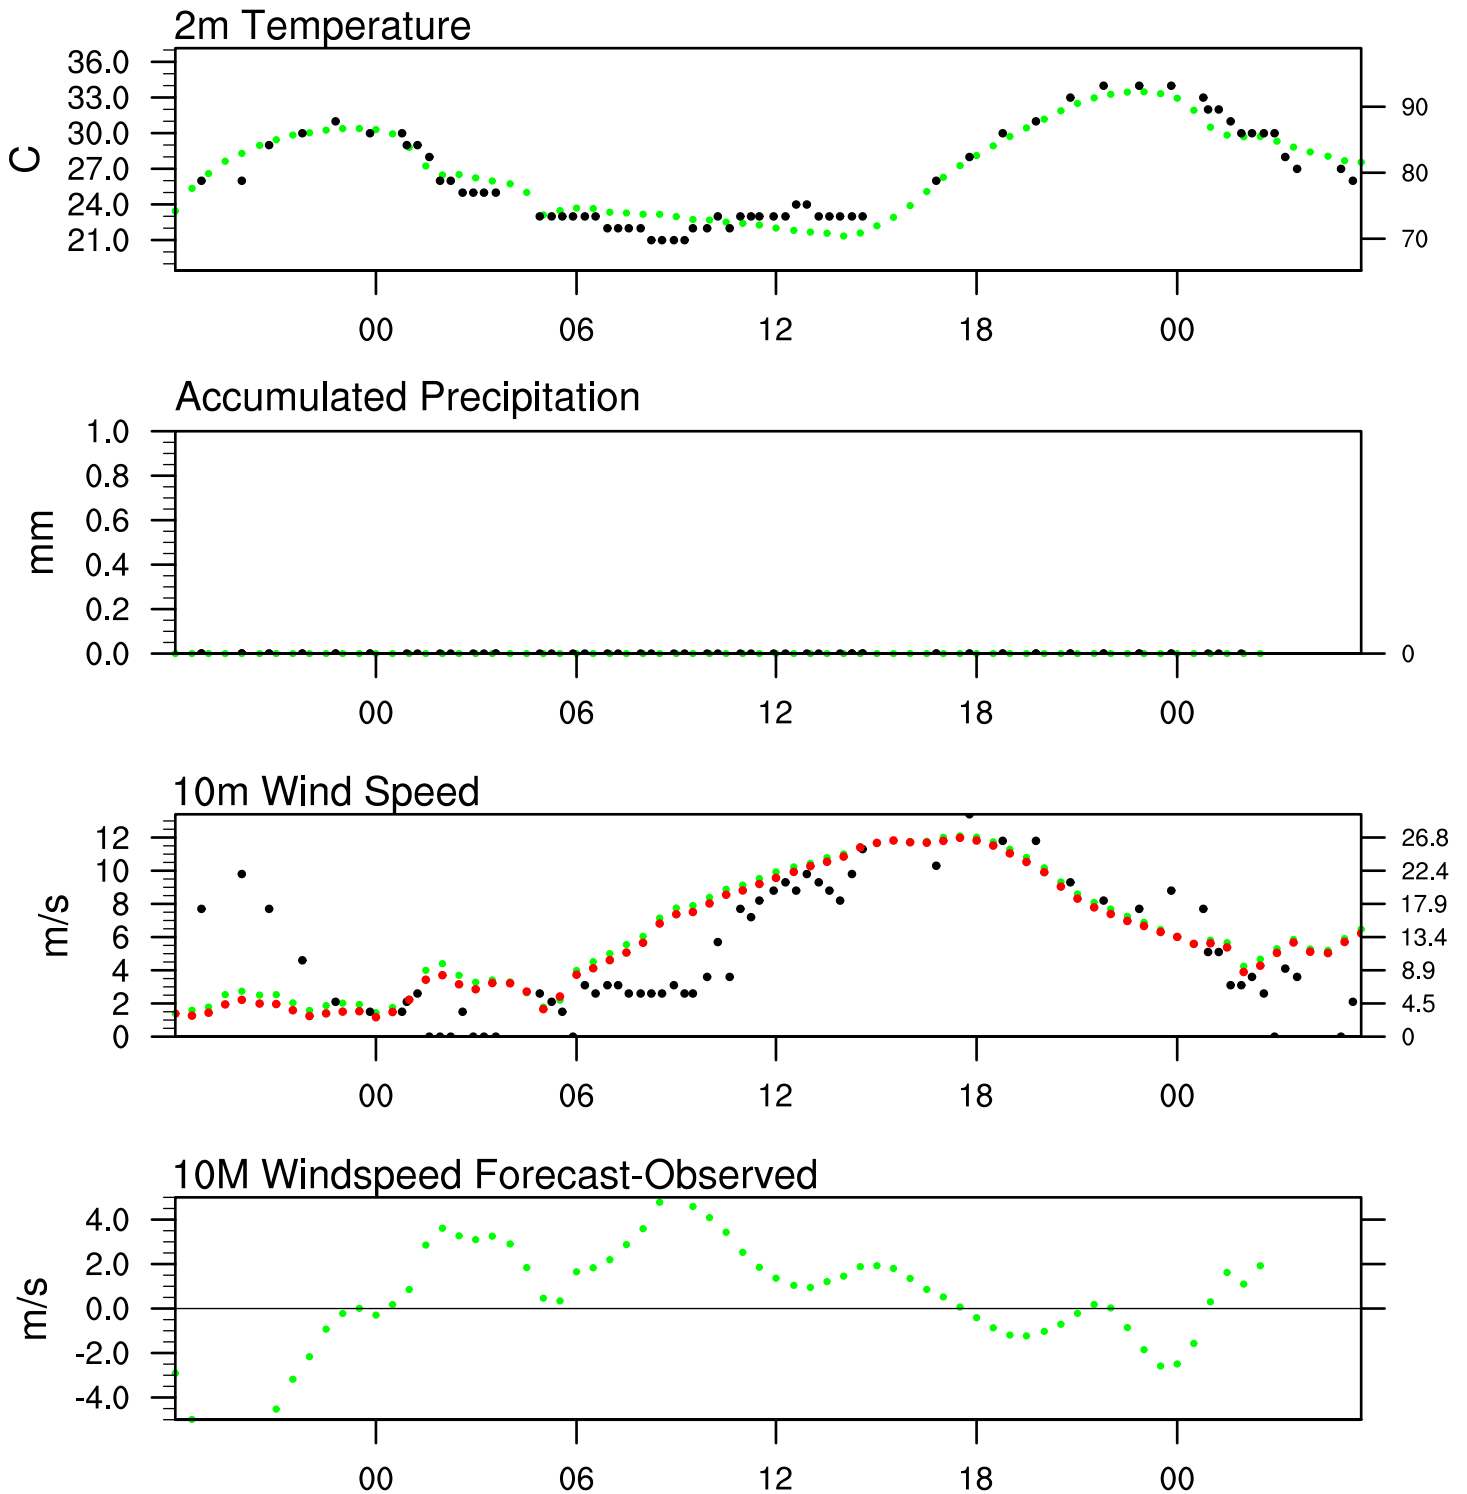 2m Temperature
36.0
33.0
30.0
27.0
24.0
21.0
C
90
80
70
00 06 12 18 00
Accumulated Precipitation
1.0
0.8
0.6
0.4
0.2
0.0
mm
0
00 06 12 18 00
10m Wind Speed
12
10
8
6
4
2
0
m/s
26.8
22.4
17.9
13.4
8.9
4.5
0
00 06 12 18 00
10M Windspeed Forecast-Observed
4.0
2.0
0.0
-2.0
-4.0
m/s
00 06 12 18 00